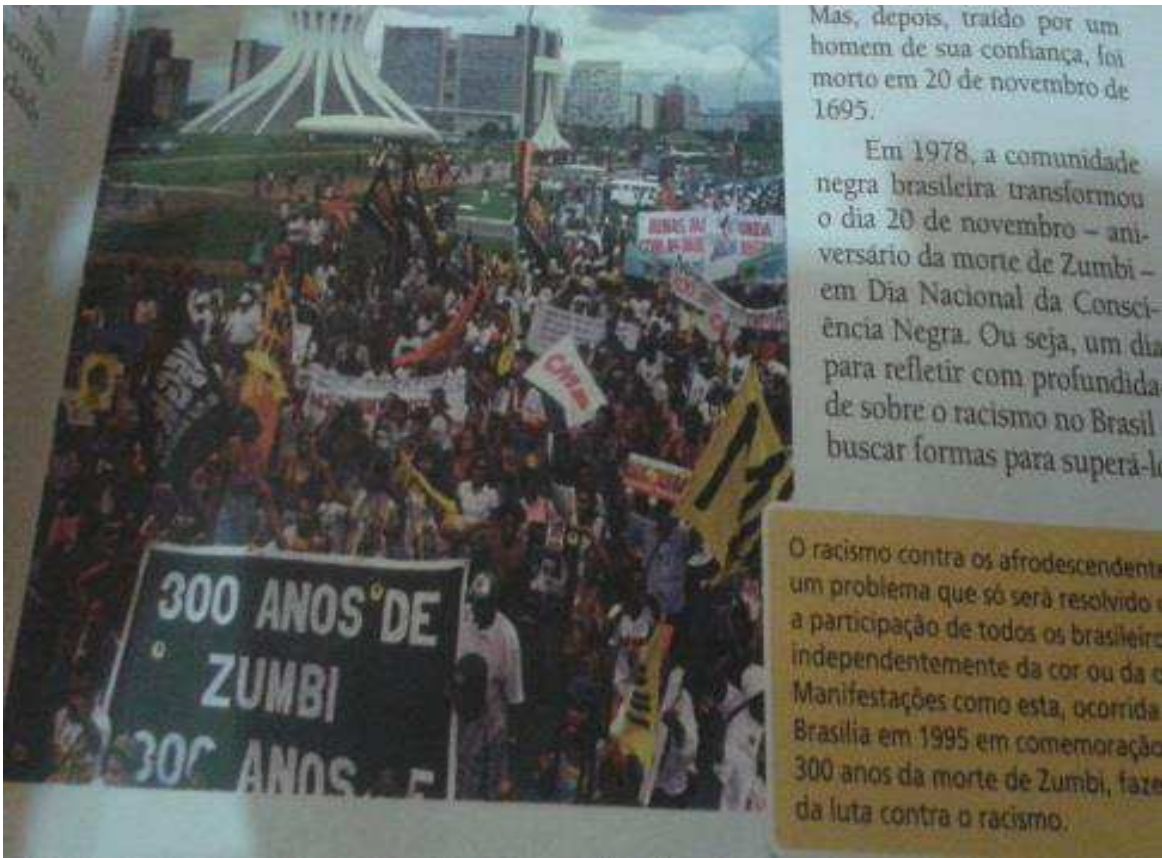 Mas, depois, traído por um
homem de sua confiança, foi
morto em 20 de novembro de
1695.
Em 1978, a comunidade
negra brasileira transformou
o dia 20 de novembro – ani-
versário da morte de Zumbi –
em Dia Nacional da Consci-
ência Negra. Ou seja, um dia
para refletir com profundida
de sobre o racismo no Brasil
buscar formas para superá-l
O racismo contra os afrodescendente
um problema que só será resolvido
a participação de todos os brasileiro
independentemente da cor ou da
Manifestações como esta, ocorrida
Brasília em 1995 em comemoração
300 anos da morte de Zumbi, faze
da luta contra o racismo.
300 ANOS DE
ZUMBI
300 ANOS